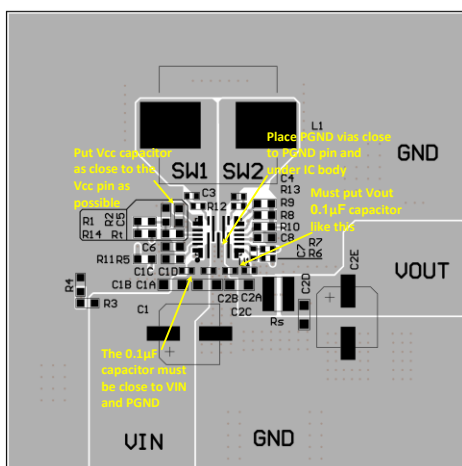 L1
Place PGND vias close
to PGND pin and
under IC body
GND
Put Vcc capacitor
as close to the
Vcc pin as
possible
SW1
SW2
C4
R13
C3
R12
Must put Vout
0.1µF capacitor
like this
R1
R2
C5
R9
R8
R14
Rt
R10
C8
C6
C7
R7
R6
R11
R5
C1C
C1D
C2E
VOUT
R4
C1B
C1A
C2B
C2A
C2D
R3
C1
C2C
Rs
The 0.1µF
capacitor must
be close to VIN
and PGND
VIN
GND